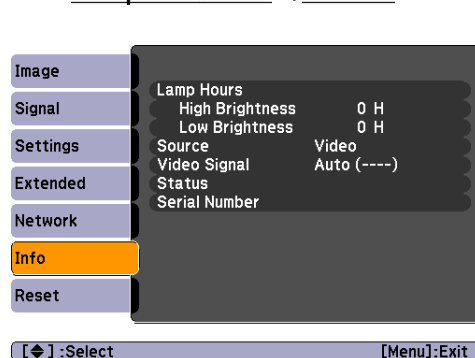 Image
Signal
Settings
Extended
Network
Info
Reset
Lamp Hours
High Brightness 0 H
Low Brightness 0 H
Source Video
Video Signal Auto (----)
Status
Serial Number
[◆] :Select [Menu]:Exit